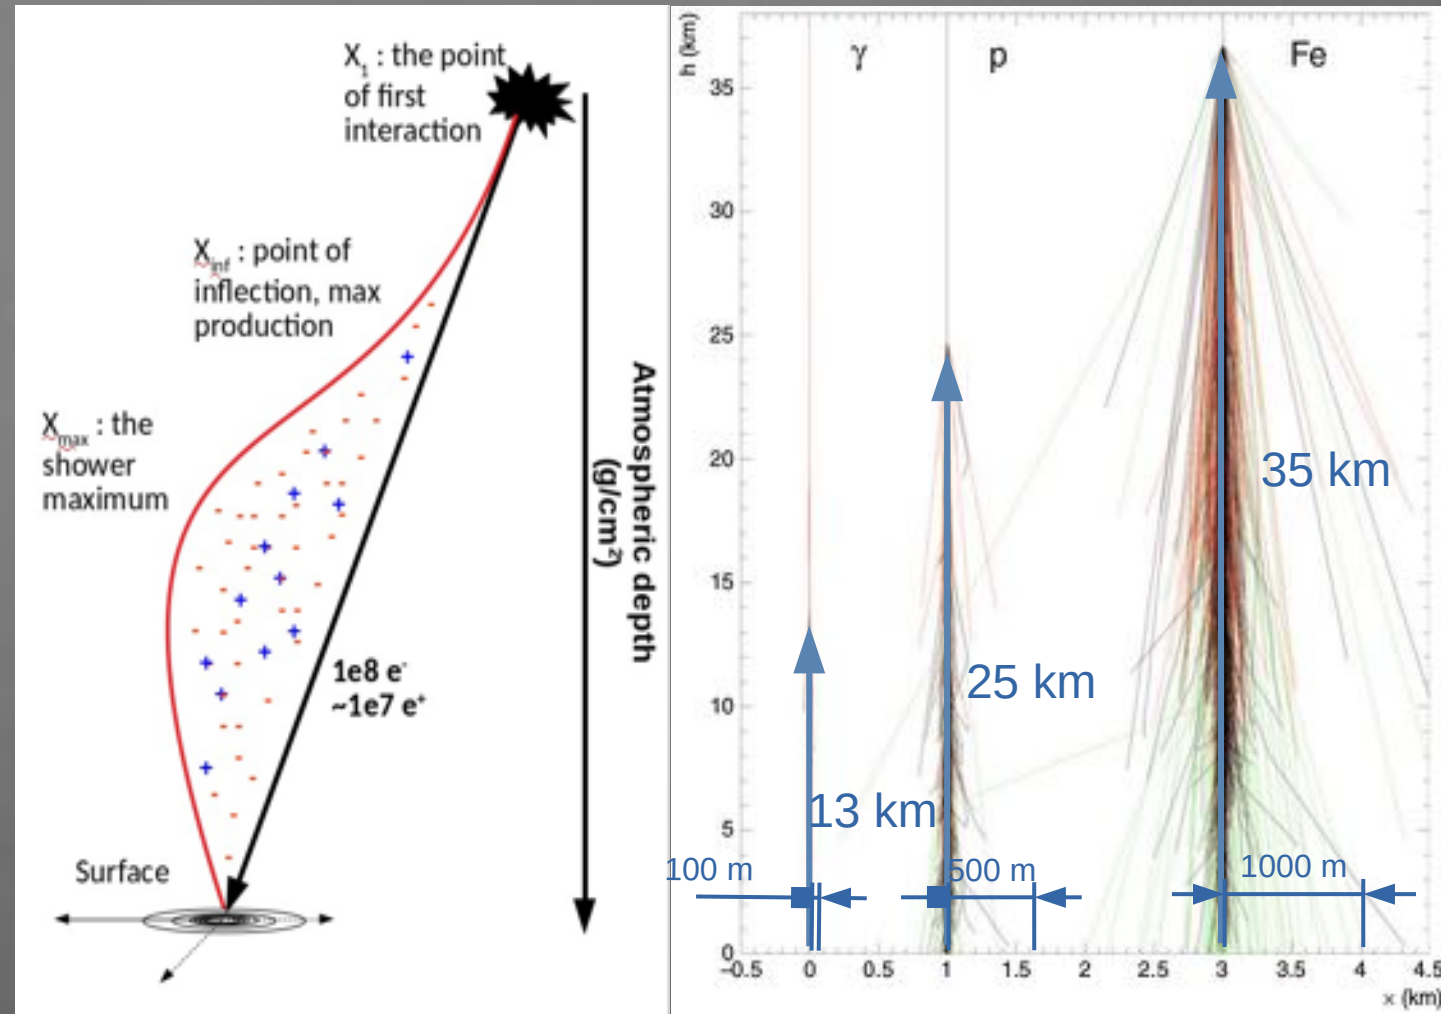 X₁ : the point
of first
interaction
X_inf : point of
inflection, max
production
X_max : the
shower
maximum
Atmospheric depth
(g/cm²)
1e8 e⁻
~1e7 e⁺
Surface
h (km)
γ p Fe
35
30
25
20
15
10
5
0
35 km
25 km
13 km
100 m
500 m
1000 m
-0.5 0 0.5 1 1.5 2 2.5 3 3.5 4 4.5
x (km)